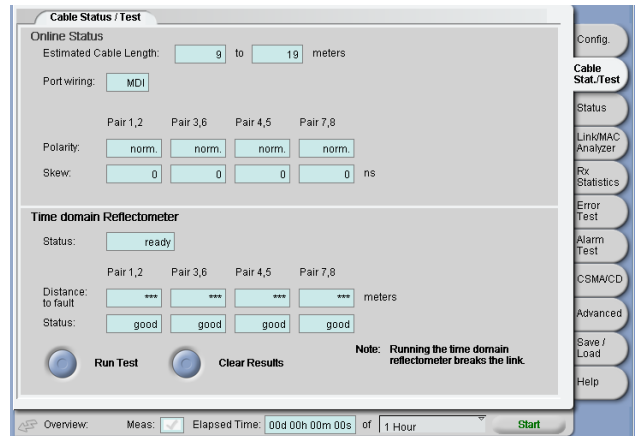 Cable Status / Test
Online Status
Estimated Cable Length: 9 to 19 meters
Port wiring: MDI
Pair 1,2 Pair 3,6 Pair 4,5 Pair 7,8
Polarity: norm. norm. norm. norm.
Skew: 0 0 0 0 ns
Time domain Reflectometer
Status: ready
Pair 1,2 Pair 3,6 Pair 4,5 Pair 7,8
Distance: to fault *** *** *** *** meters
Status: good good good good
Run Test Clear Results
Note: Running the time domain
reflectometer breaks the link.
Overview: Meas: Elapsed Time: 00d 00h 00m 00s of 1 Hour Start
Config.
Cable
Stat./Test
Status
Link/MAC
Analyzer
Rx
Statistics
Error
Test
Alarm
Test
CSMA/CD
Advanced
Save /
Load
Help